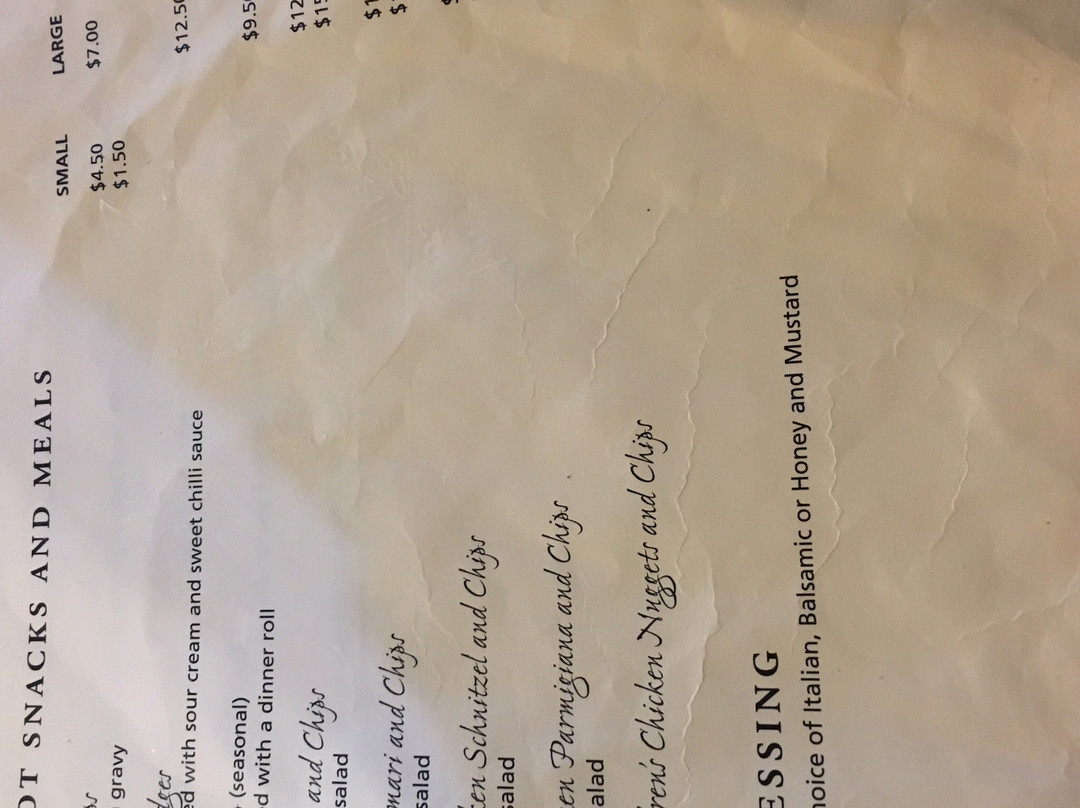 OT SNACKS AND MEALS
SMALL LARGE
$4.50 $7.00
gravy $1.50
ed with sour cream and sweet chilli sauce $12.50
(seasonal) $9.5
d with a dinner roll
and Chips $12
salad $15
mari and Chips $1
salad $
en Schnitzel and Chips $
salad
en Parmigiana and Chips
alad
ren's Chicken Nuggets and Chips
ESSING
hoice of Italian, Balsamic or Honey and Mustard